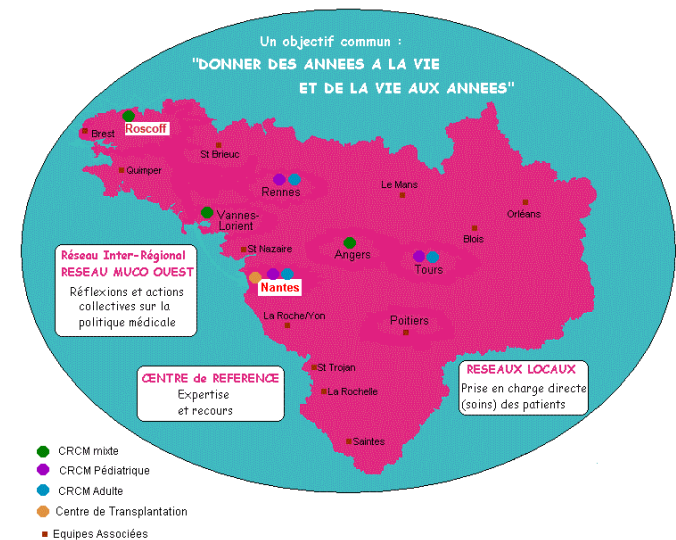 Un objectif commun :
"DONNER DES ANNEES A LA VIE
ET DE LA VIE AUX ANNEES"
Roscoff
Brest
St Brieuc
Quimper
Rennes
Le Mans
Orléans
Vannes-
Lorient
Blois
St Nazaire
Angers
Tours
Nantes
La Roche/Yon
Poitiers
St Trojan
La Rochelle
Saintes
Réseau Inter-Régional
RESEAU MUCO OUEST
Réflexions et actions
collectives sur la
politique médicale
CENTRE de REFERENCE
Expertise
et recours
RESEAUX LOCAUX
Prise en charge directe
(soins) des patients
CRCM mixte
CRCM Pédiatrique
CRCM Adulte
Centre de Transplantation
Equipes Associées